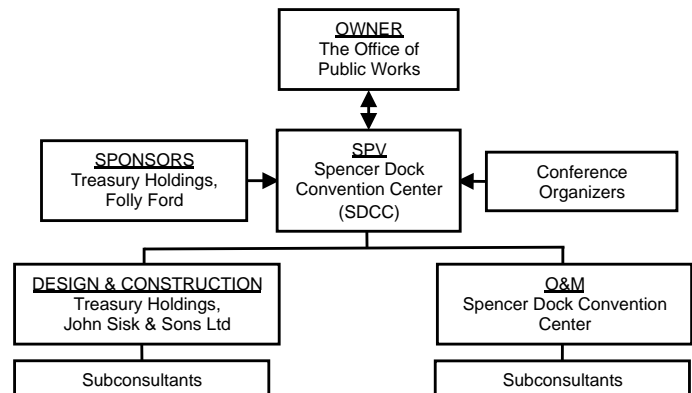 OWNER
The Office of
Public Works
SPONSORS
Treasury Holdings,
Folly Ford
SPV
Spencer Dock
Convention Center
(SDCC)
Conference
Organizers
DESIGN & CONSTRUCTION
Treasury Holdings,
John Sisk & Sons Ltd
O&M
Spencer Dock Convention
Center
Subconsultants
Subconsultants